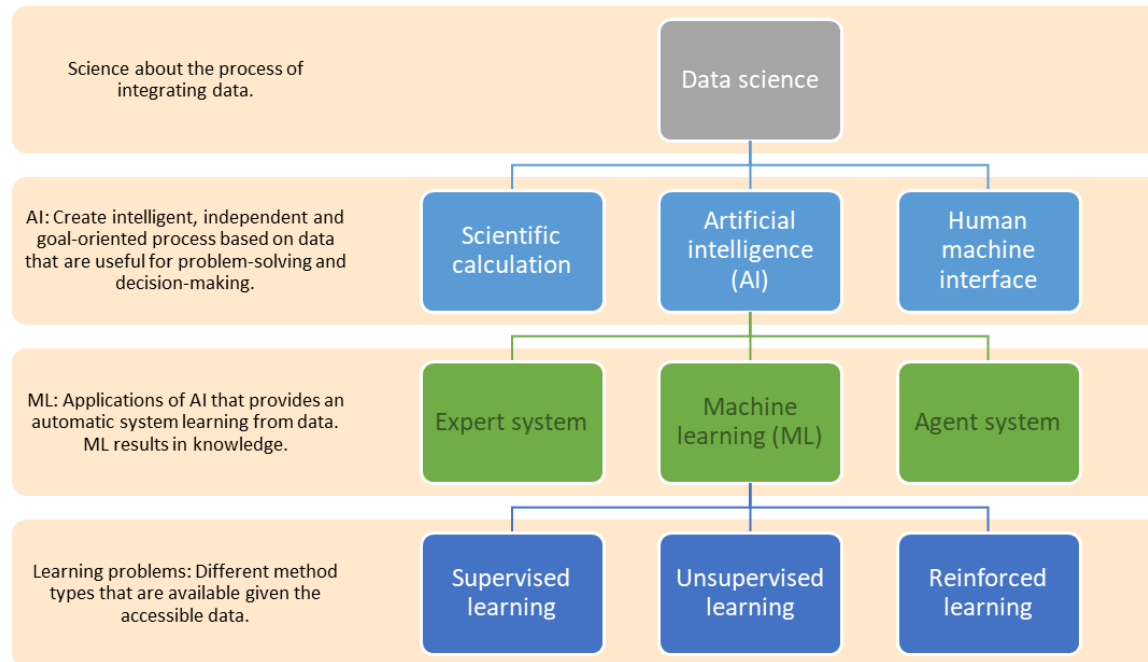 Science about the process of
integrating data.
Data science
AI: Create intelligent, independent and
goal-oriented process based on data
that are useful for problem-solving and
decision-making.
Scientific
calculation
Artificial
intelligence
(AI)
Human
machine
interface
ML: Applications of AI that provides an
automatic system learning from data.
ML results in knowledge.
Expert system
Machine
learning (ML)
Agent system
Learning problems: Different method
types that are available given the
accessible data.
Supervised
learning
Unsupervised
learning
Reinforced
learning